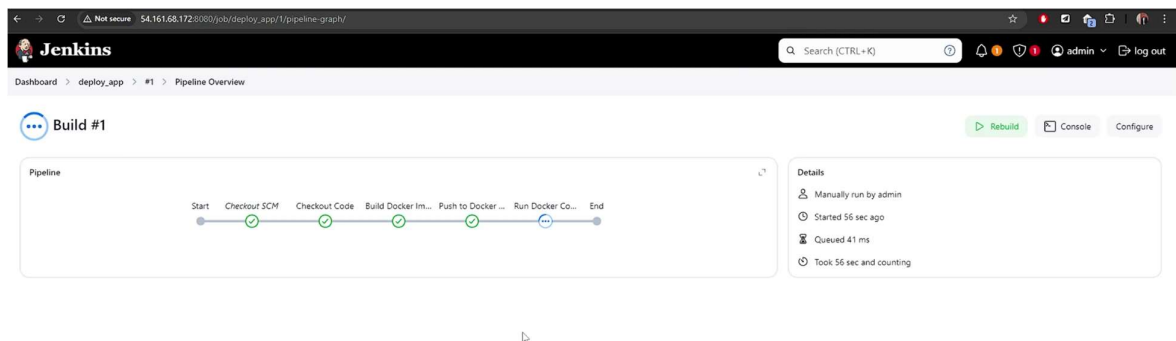 Not secure 54.161.68.172:8080/job/deploy_app/1/pipeline-graph/
Jenkins
Search (CTRL+K)
1
1
admin
log out
Dashboard > deploy_app > #1 > Pipeline Overview
Build #1
Rebuild
Console
Configure
Pipeline
Start Checkout SCM Checkout Code Build Docker Im... Push to Docker ... Run Docker Co... End
Details
Manually run by admin
Started 56 sec ago
Queued 41 ms
Took 56 sec and counting